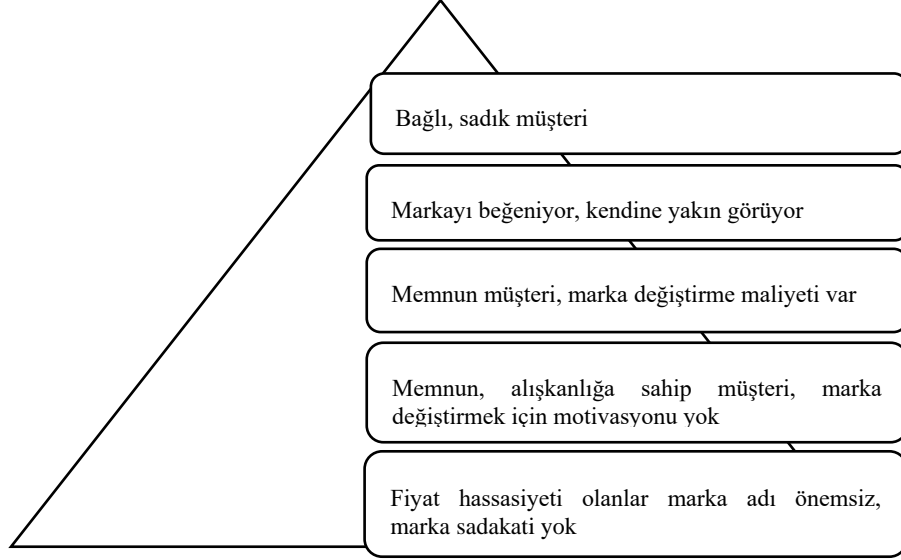 Bağlı, sadık müşteri
Markayı beğeniyor, kendine yakın görüyor
Memnun müşteri, marka değiştirme maliyeti var
Memnun, alışkanlığa sahip müşteri, marka
değiştirmek için motivasyonu yok
Fiyat hassasiyeti olanlar marka adı önemsiz,
marka sadakati yok